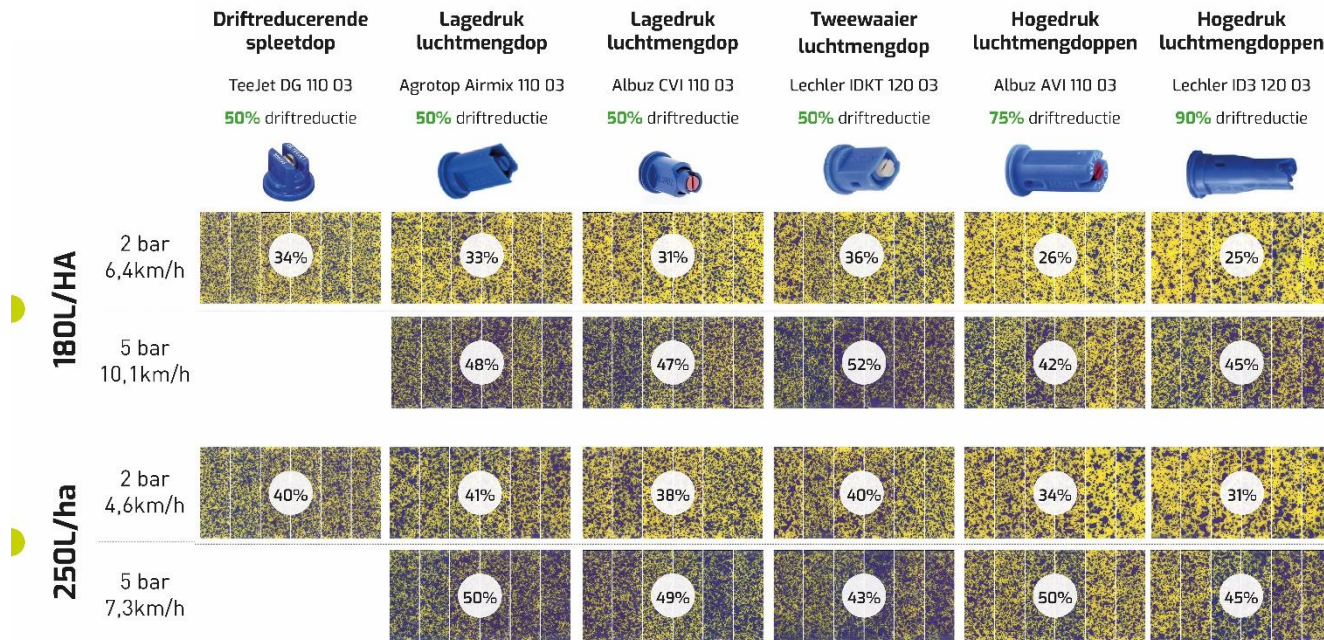 Driftreducerende
spleetdop
TeeJet DG 110 03
50% driftreductie
Lagedruk
luchtmengdop
Agrotop Airmix 110 03
50% driftreductie
Lagedruk
luchtmengdop
Albuz CVI 110 03
50% driftreductie
Tweewaaier
luchtmengdop
Lechler IDKT 120 03
50% driftreductie
Hogedruk
luchtmengdoppen
Albuz AVI 110 03
75% driftreductie
Hogedruk
luchtmengdoppen
Lechler ID3 120 03
90% driftreductie
180L/HA
2 bar
6,4km/h
34%
33%
31%
36%
26%
25%
5 bar
10,1km/h
48%
47%
52%
42%
45%
250L/ha
2 bar
4,6km/h
40%
41%
38%
40%
34%
31%
5 bar
7,3km/h
50%
49%
43%
50%
45%